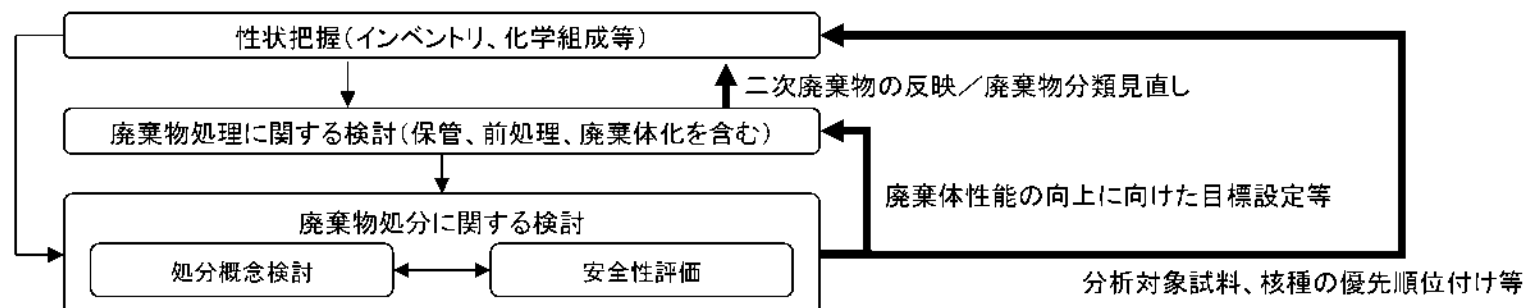 性状把握(インベントリ、化学組成等)
二次廃棄物の反映／廃棄物分類見直し
廃棄物処理に関する検討(保管、前処理、廃棄体化を含む)
廃棄体性能の向上に向けた目標設定等
廃棄物処分に関する検討
処分概念検討
安全性評価
分析対象試料、核種の優先順位付け等